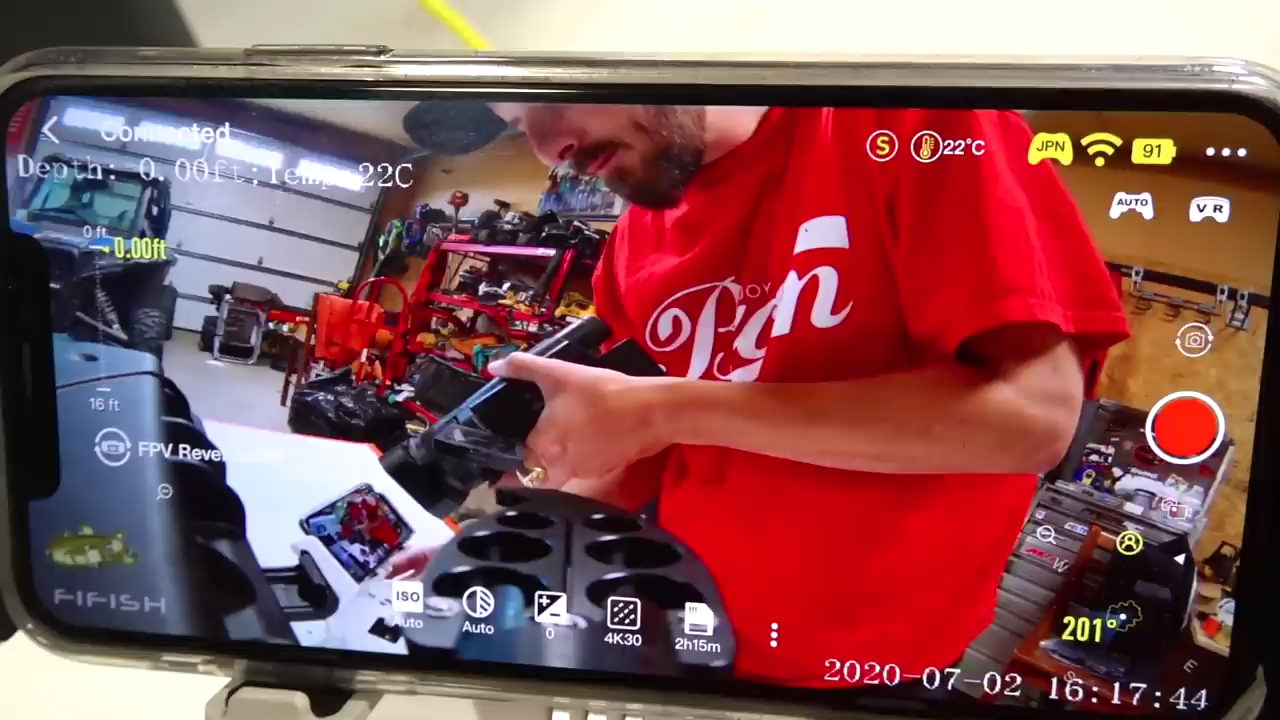 Connected
Depth: 0.00ft;Temp: 22C
S
22°C
JPN
91
AUTO
VR
0 ft
0.00ft
16 ft
FPV
FIFISH
ISO
Auto
Auto
0
4K30
2h15m
201°
S
E
2020-07-02 16:17:44